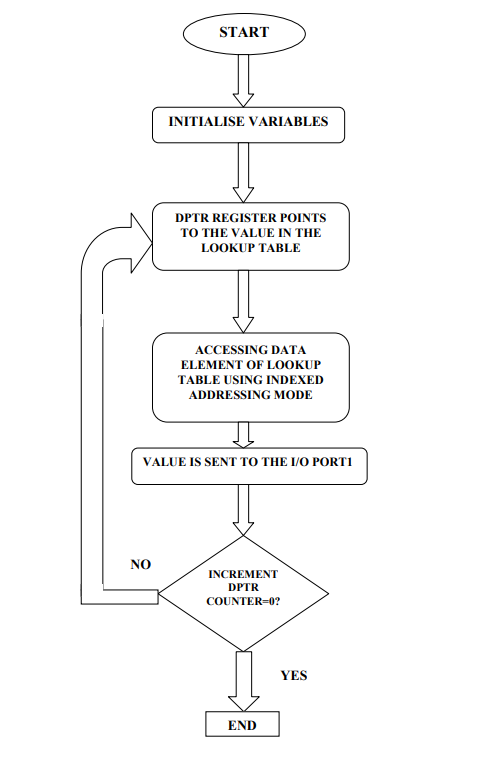 START
INITIALISE VARIABLES
DPTR REGISTER POINTS
TO THE VALUE IN THE
LOOKUP TABLE
ACCESSING DATA
ELEMENT OF LOOKUP
TABLE USING INDEXED
ADDRESSING MODE
VALUE IS SENT TO THE I/O PORT1
NO
INCREMENT
DPTR
COUNTER=0?
YES
END